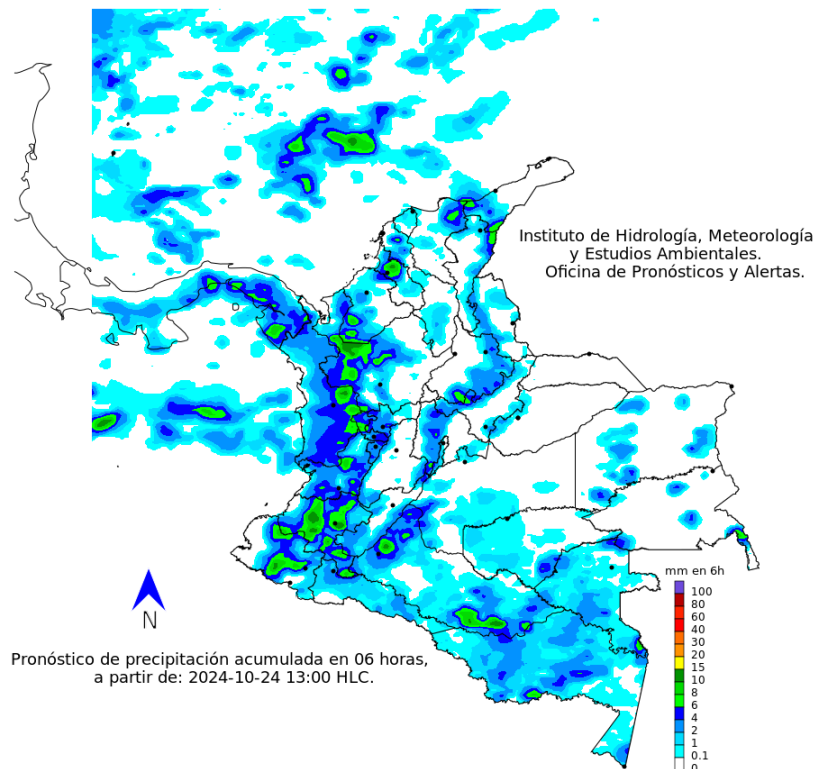 Instituto de Hidrología, Meteorología
y Estudios Ambientales.
Oficina de Pronósticos y Alertas.
N
Pronóstico de precipitación acumulada en 06 horas,
a partir de: 2024-10-24 13:00 HLC.
mm en 6h
100
80
60
40
30
20
15
10
8
6
4
2
1
0.1
0